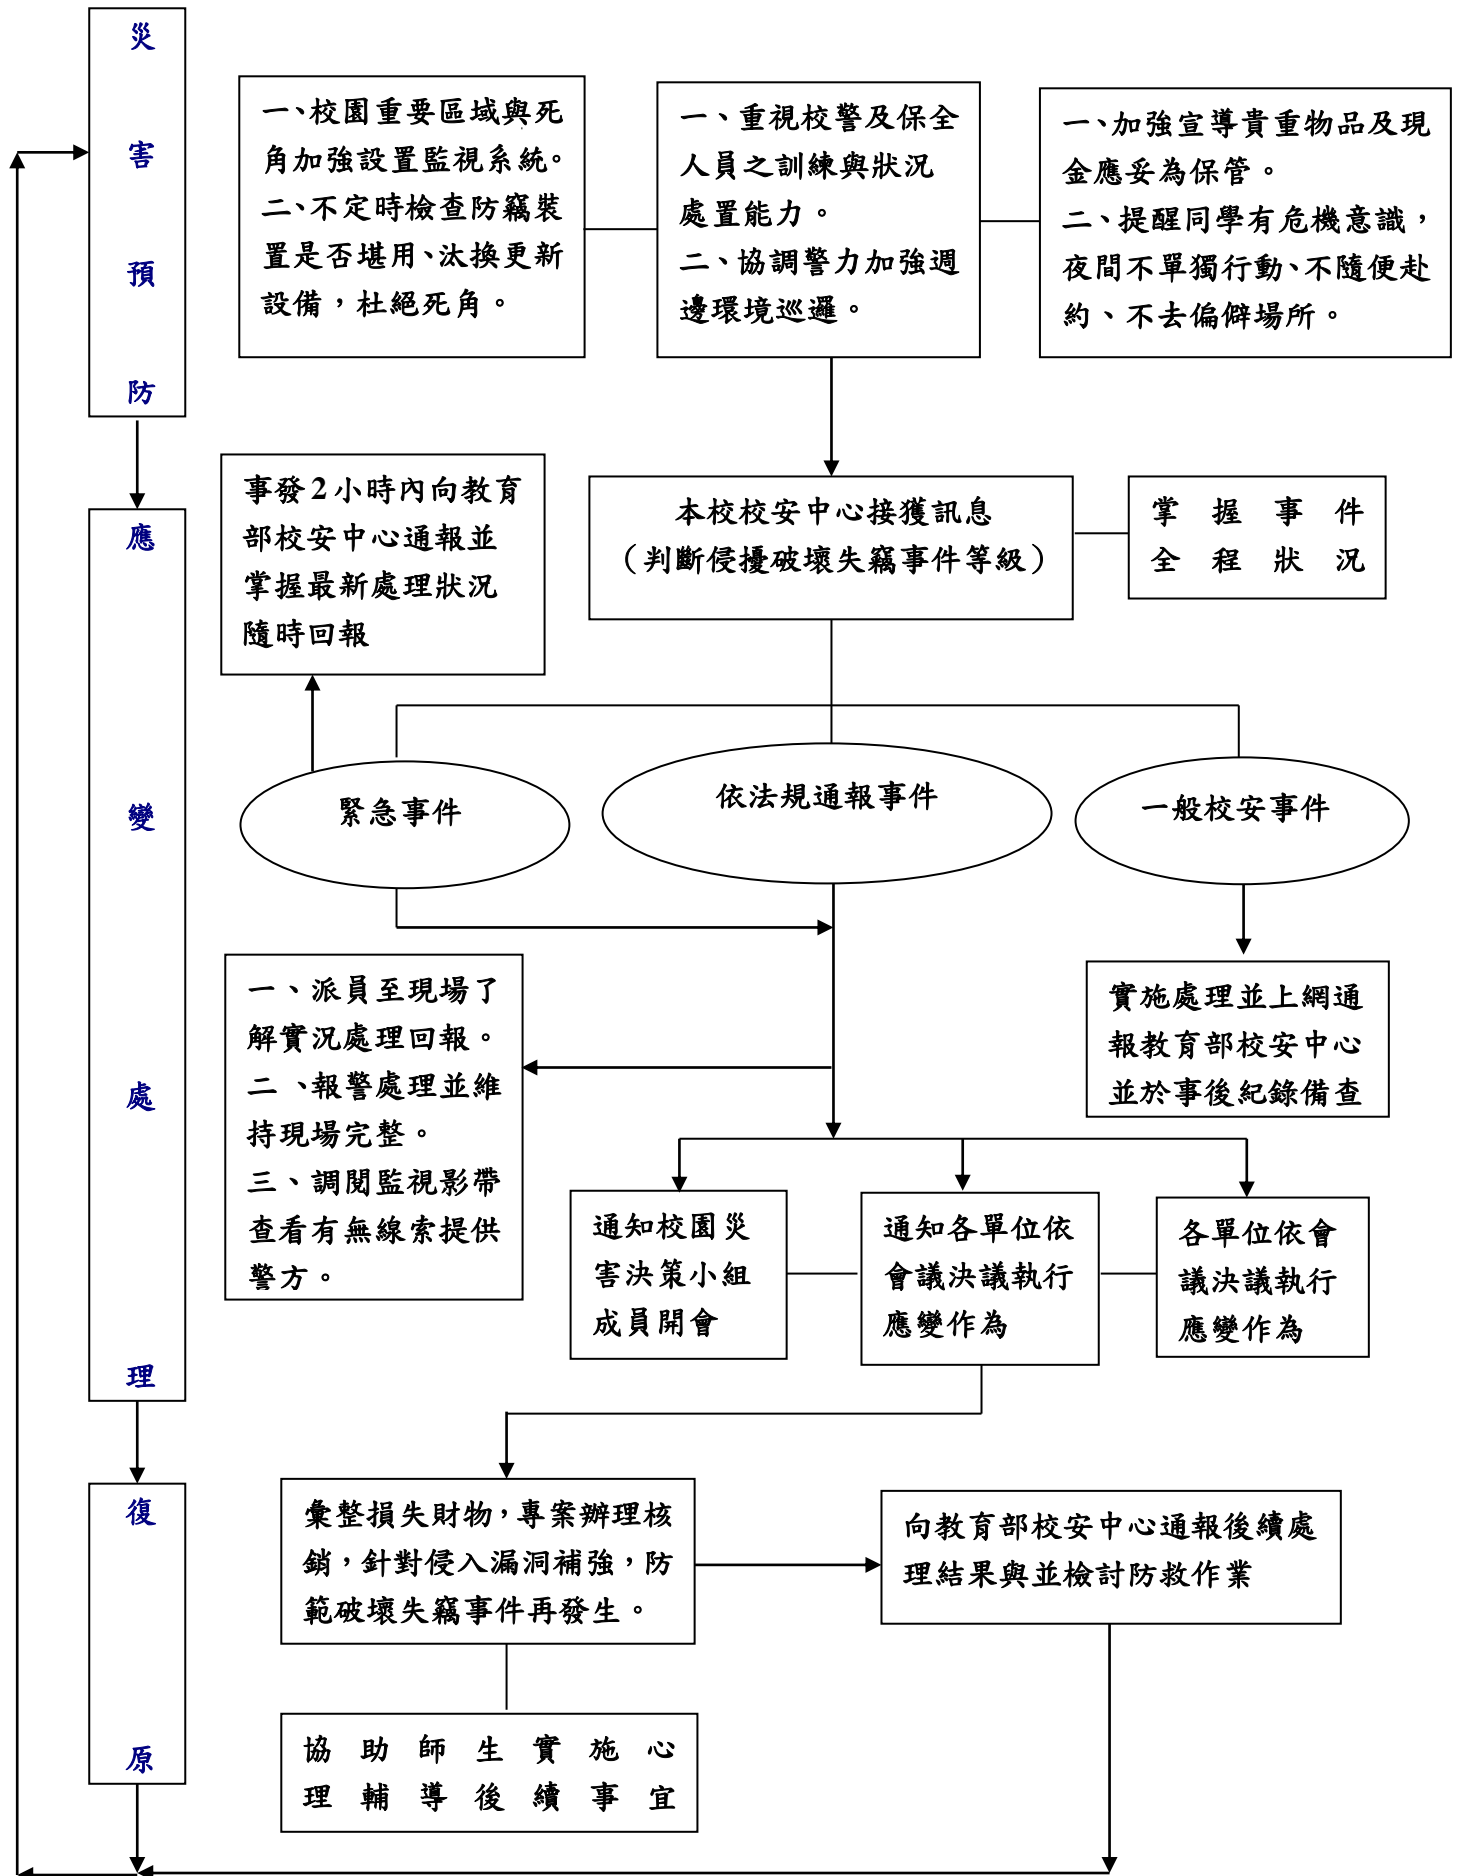 災
害
預
防
一、校園重要區域與死
角加強設置監視系統。
二、不定時檢查防竊裝
置是否堪用、汰換更新
設備，杜絕死角。
一、重視校警及保全
人員之訓練與狀況
處置能力。
二、協調警力加強週
邊環境巡邏。
一、加強宣導貴重物品及現
金應妥為保管。
二、提醒同學有危機意識，
夜間不單獨行動、不隨便赴
約、不去偏僻場所。
應
變
處
理
事發2小時內向教育
部校安中心通報並
掌握最新處理狀況
隨時回報
本校校安中心接獲訊息
（判斷侵擾破壞失竊事件等級）
掌握事件
全程狀況
緊急事件
依法規通報事件
一般校安事件
一、派員至現場了
解實況處理回報。
二、報警處理並維
持現場完整。
三、調閱監視影帶
查看有無線索提供
警方。
實施處理並上網通
報教育部校安中心
並於事後紀錄備查
通知校園災
害決策小組
成員開會
通知各單位依
會議決議執行
應變作為
各單位依會
議決議執行
應變作為
復
原
彙整損失財物，專案辦理核
銷，針對侵入漏洞補強，防
範破壞失竊事件再發生。
向教育部校安中心通報後續處
理結果與並檢討防救作業
協助師生實施心
理輔導後續事宜